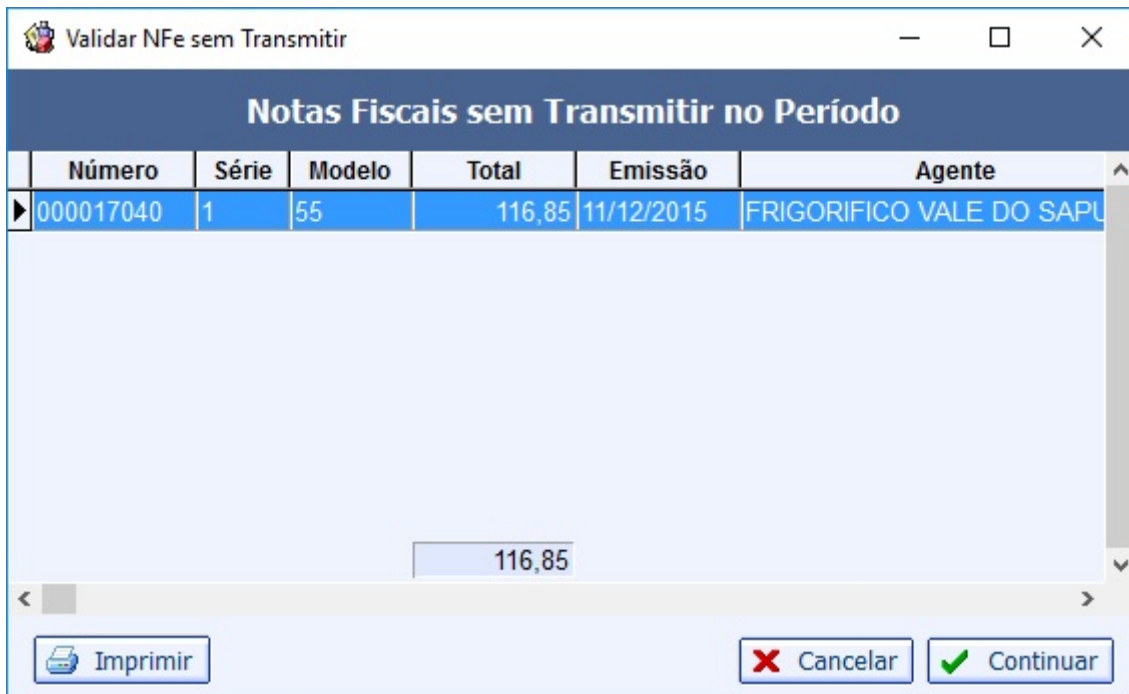 Validar NFe sem Transmitir
Notas Fiscais sem Transmitir no Período
Número Série Modelo Total Emissão Agente
000017040 1 55 116,85 11/12/2015 FRIGORIFICO VALE DO SAPU
116,85
Imprimir Cancelar Continuar